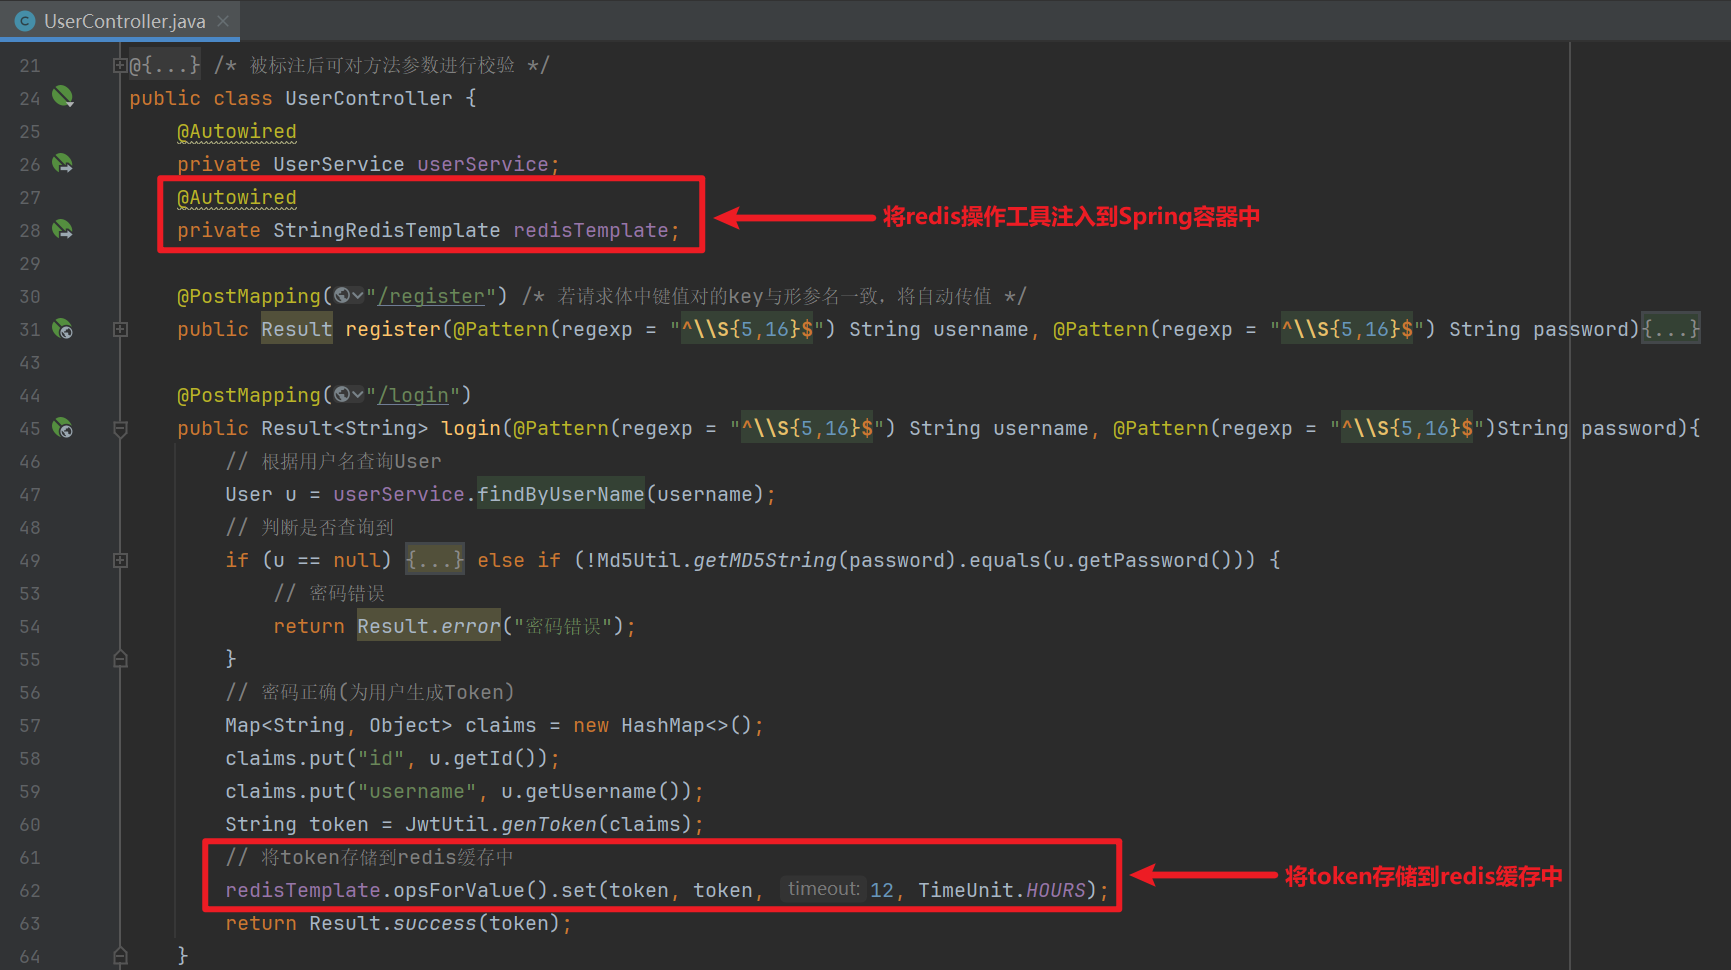 UserController.java
21 @{...} /* 被标注后可对方法参数进行校验 */
24 public class UserController {
25 @Autowired
26 private UserService userService;
27 @Autowired
28 private StringRedisTemplate redisTemplate;
将redis操作工具注入到Spring容器中
29
30 @PostMapping("/register") /* 若请求体中键值对的key与形参名一致，将自动传值 */
31 public Result register(@Pattern(regexp = "^\\S{5,16}$") String username, @Pattern(regexp = "^\\S{5,16}$") String password){...}
43
44 @PostMapping("/login")
45 public Result<String> login(@Pattern(regexp = "^\\S{5,16}$") String username, @Pattern(regexp = "^\\S{5,16}$")String password){
46 // 根据用户名查询User
47 User u = userService.findByUserName(username);
48 // 判断是否查询到
49 if (u == null) {...} else if (!Md5Util.getMD5String(password).equals(u.getPassword())) {
53 // 密码错误
54 return Result.error("密码错误");
55 }
56 // 密码正确(为用户生成Token)
57 Map<String, Object> claims = new HashMap<>();
58 claims.put("id", u.getId());
59 claims.put("username", u.getUsername());
60 String token = JwtUtil.genToken(claims);
61 // 将token存储到redis缓存中
62 redisTemplate.opsForValue().set(token, token, timeout: 12, TimeUnit.HOURS);
将token存储到redis缓存中
63 return Result.success(token);
64 }